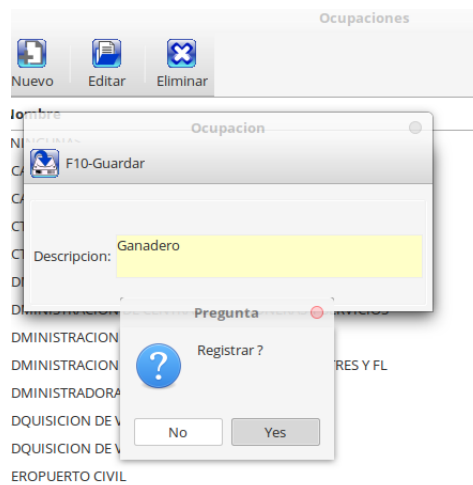 Ocupaciones
Nuevo Editar Eliminar
Nombre
Ocupacion
F10-Guardar
Descripcion: Ganadero
Pregunta
DMINISTRACION
Registrar ?
DMINISTRACION TRES Y FL
DMINISTRADORA
DQUISICION DE V
No Yes
DQUISICION DE V
EROPUERTO CIVIL